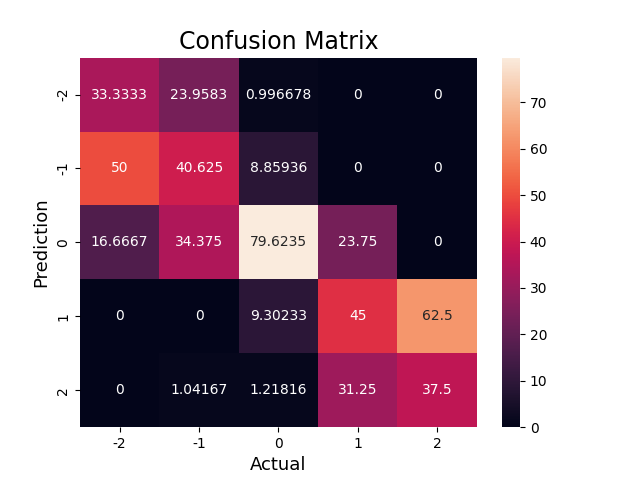 Confusion Matrix
-2 33.3333 23.9583 0.996678 0 0
-1 50 40.625 8.85936 0 0
0 16.6667 34.375 79.6235 23.75 0
1 0 0 9.30233 45 62.5
2 0 1.04167 1.21816 31.25 37.5
-2 -1 0 1 2
Actual
Prediction
70
60
50
40
30
20
10
0